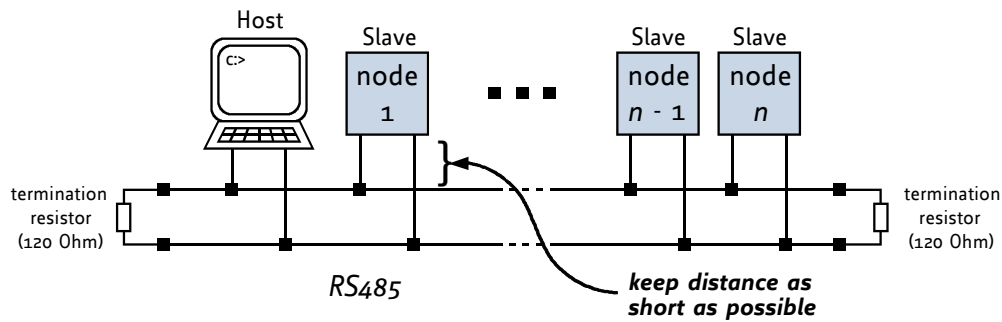 Host
C:>
Slave
node
1
Slave
node
n - 1
Slave
node
n
termination
resistor
(120 Ohm)
termination
resistor
(120 Ohm)
RS485
keep distance as
short as possible